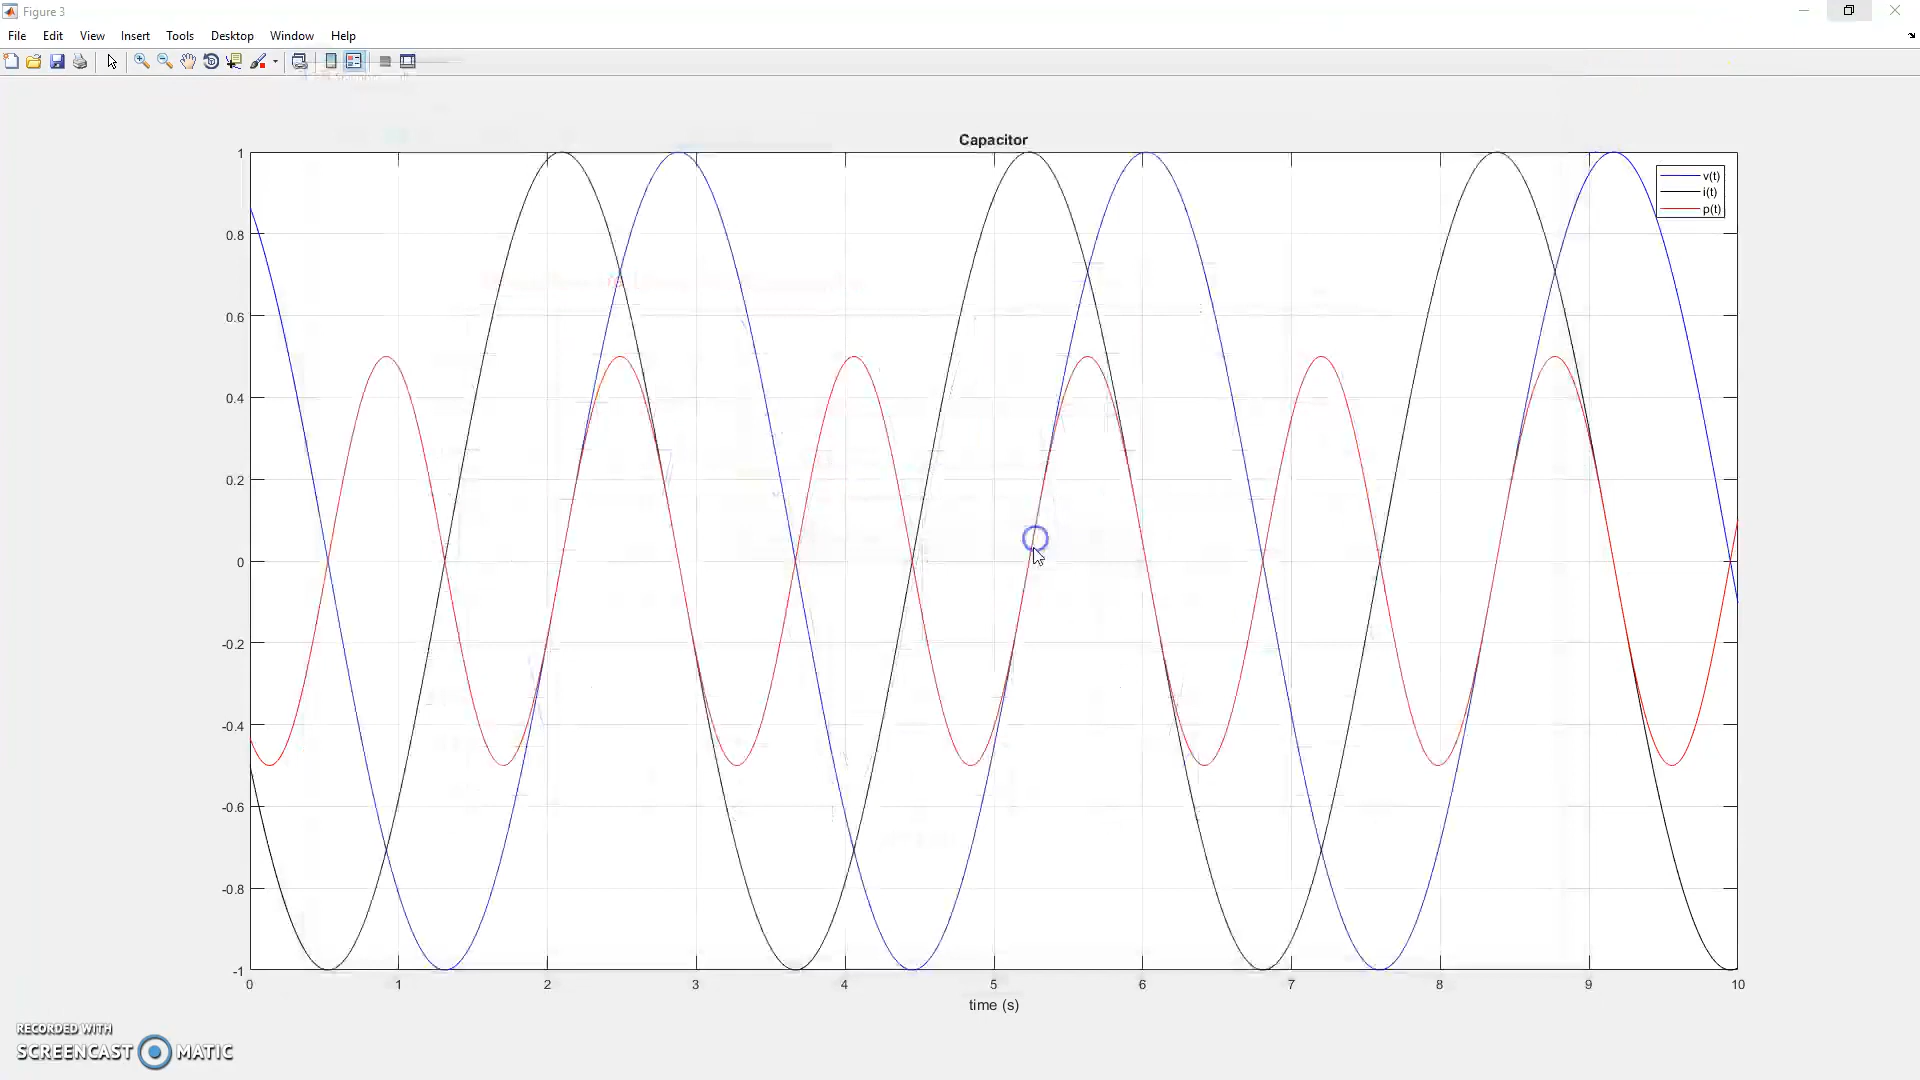 Figure 3
File Edit View Insert Tools Desktop Window Help
Capacitor
v(t)
i(t)
p(t)
1
0.8
0.6
0.4
0.2
0
-0.2
-0.4
-0.6
-0.8
-1
0 1 2 3 4 5 6 7 8 9 10
time (s)
RECORDED WITH
SCREENCAST MATIC